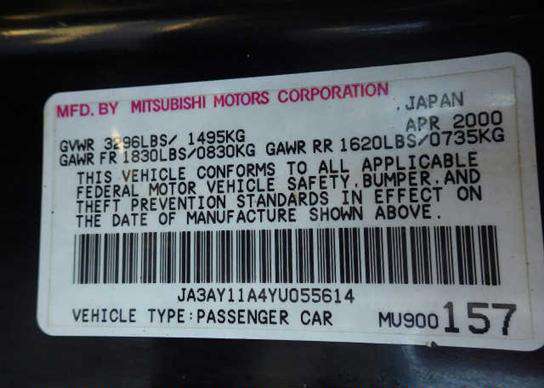 MFD. BY MITSUBISHI MOTORS CORPORATION JAPAN
APR 2000
GVWR 3296LBS/ 1495KG
GAWR FR 1830LBS/0830KG GAWR RR 1620LBS/0735KG
THIS VEHICLE CONFORMS TO ALL APPLICABLE
FEDERAL MOTOR VEHICLE SAFETY, BUMPER, AND
THEFT PREVENTION STANDARDS IN EFFECT ON
THE DATE OF MANUFACTURE SHOWN ABOVE.
JA3AY11A4YU055614
VEHICLE TYPE:PASSENGER CAR MU900 157